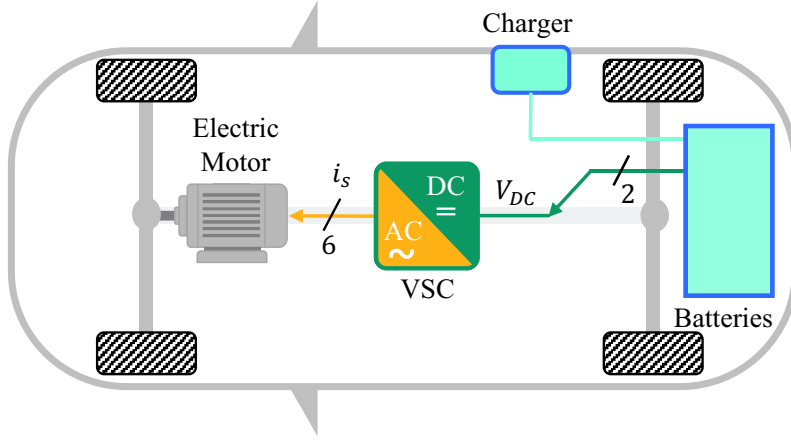 Charger
Electric
Motor
i_s
6
DC
=
AC
~
VSC
V_DC
2
Batteries